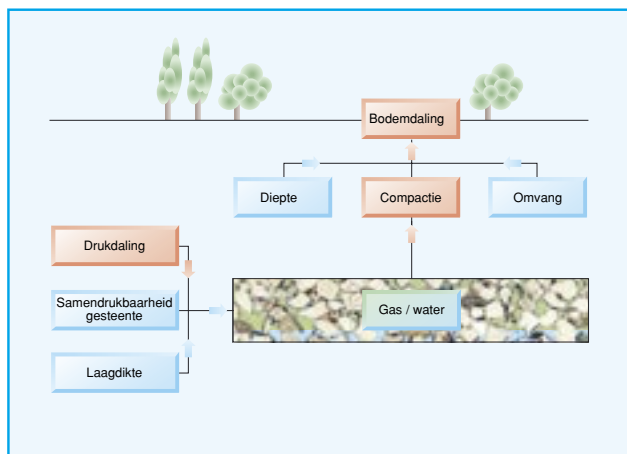 Bodemdaling
Diepte
Compactie
Omvang
Drukdaling
Samendrukbaarheid
gesteente
Gas / water
Laagdikte